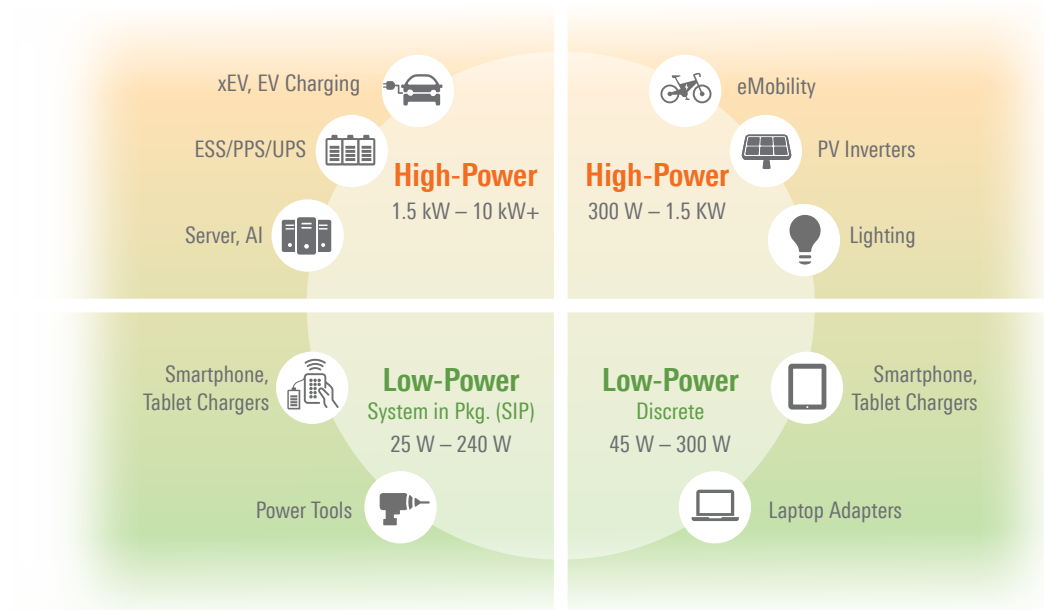 xEV, EV Charging
ESS/PPS/UPS
Server, AI
High-Power
1.5 kW – 10 kW+
eMobility
PV Inverters
Lighting
High-Power
300 W – 1.5 KW
Smartphone,
Tablet Chargers
Power Tools
Low-Power
System in Pkg. (SIP)
25 W – 240 W
Low-Power
Discrete
45 W – 300 W
Smartphone,
Tablet Chargers
Laptop Adapters